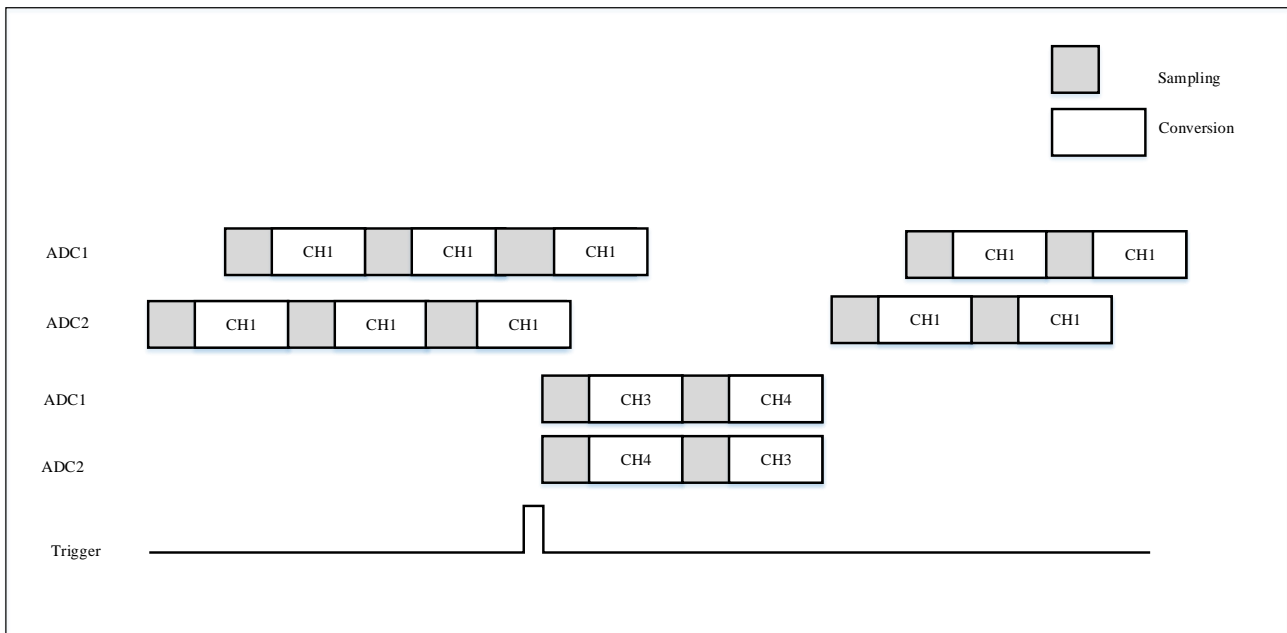 Sampling
Conversion
ADC1 CH1 CH1 CH1 CH1 CH1
ADC2 CH1 CH1 CH1 CH1 CH1
ADC1 CH3 CH4
ADC2 CH4 CH3
Trigger